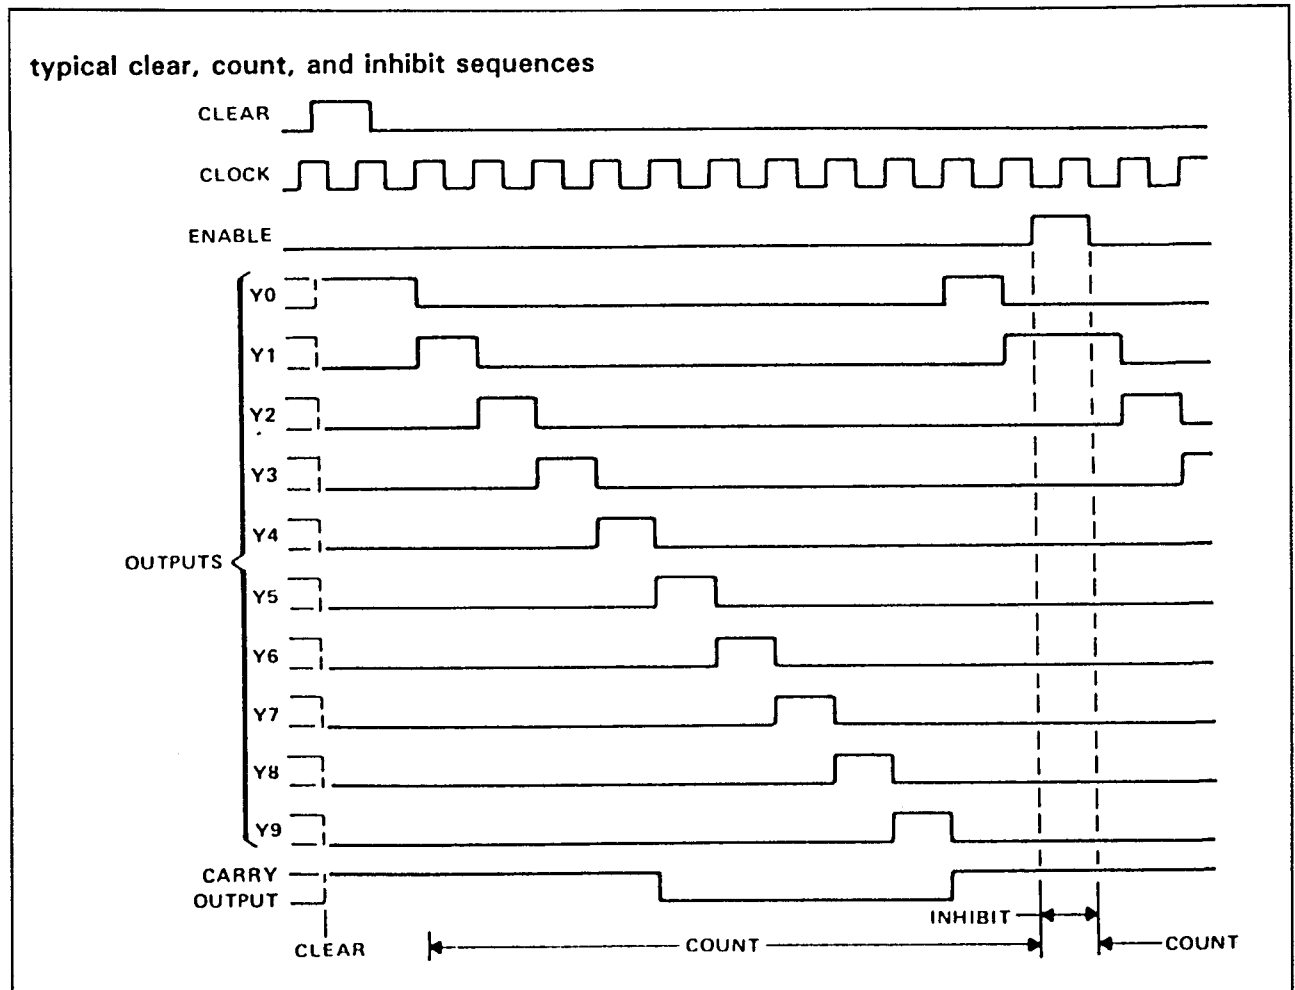 typical clear, count, and inhibit sequences
CLEAR
CLOCK
ENABLE
Y0
Y1
Y2
Y3
Y4
OUTPUTS
Y5
Y6
Y7
Y8
Y9
CARRY
OUTPUT
INHIBIT
CLEAR
COUNT
COUNT